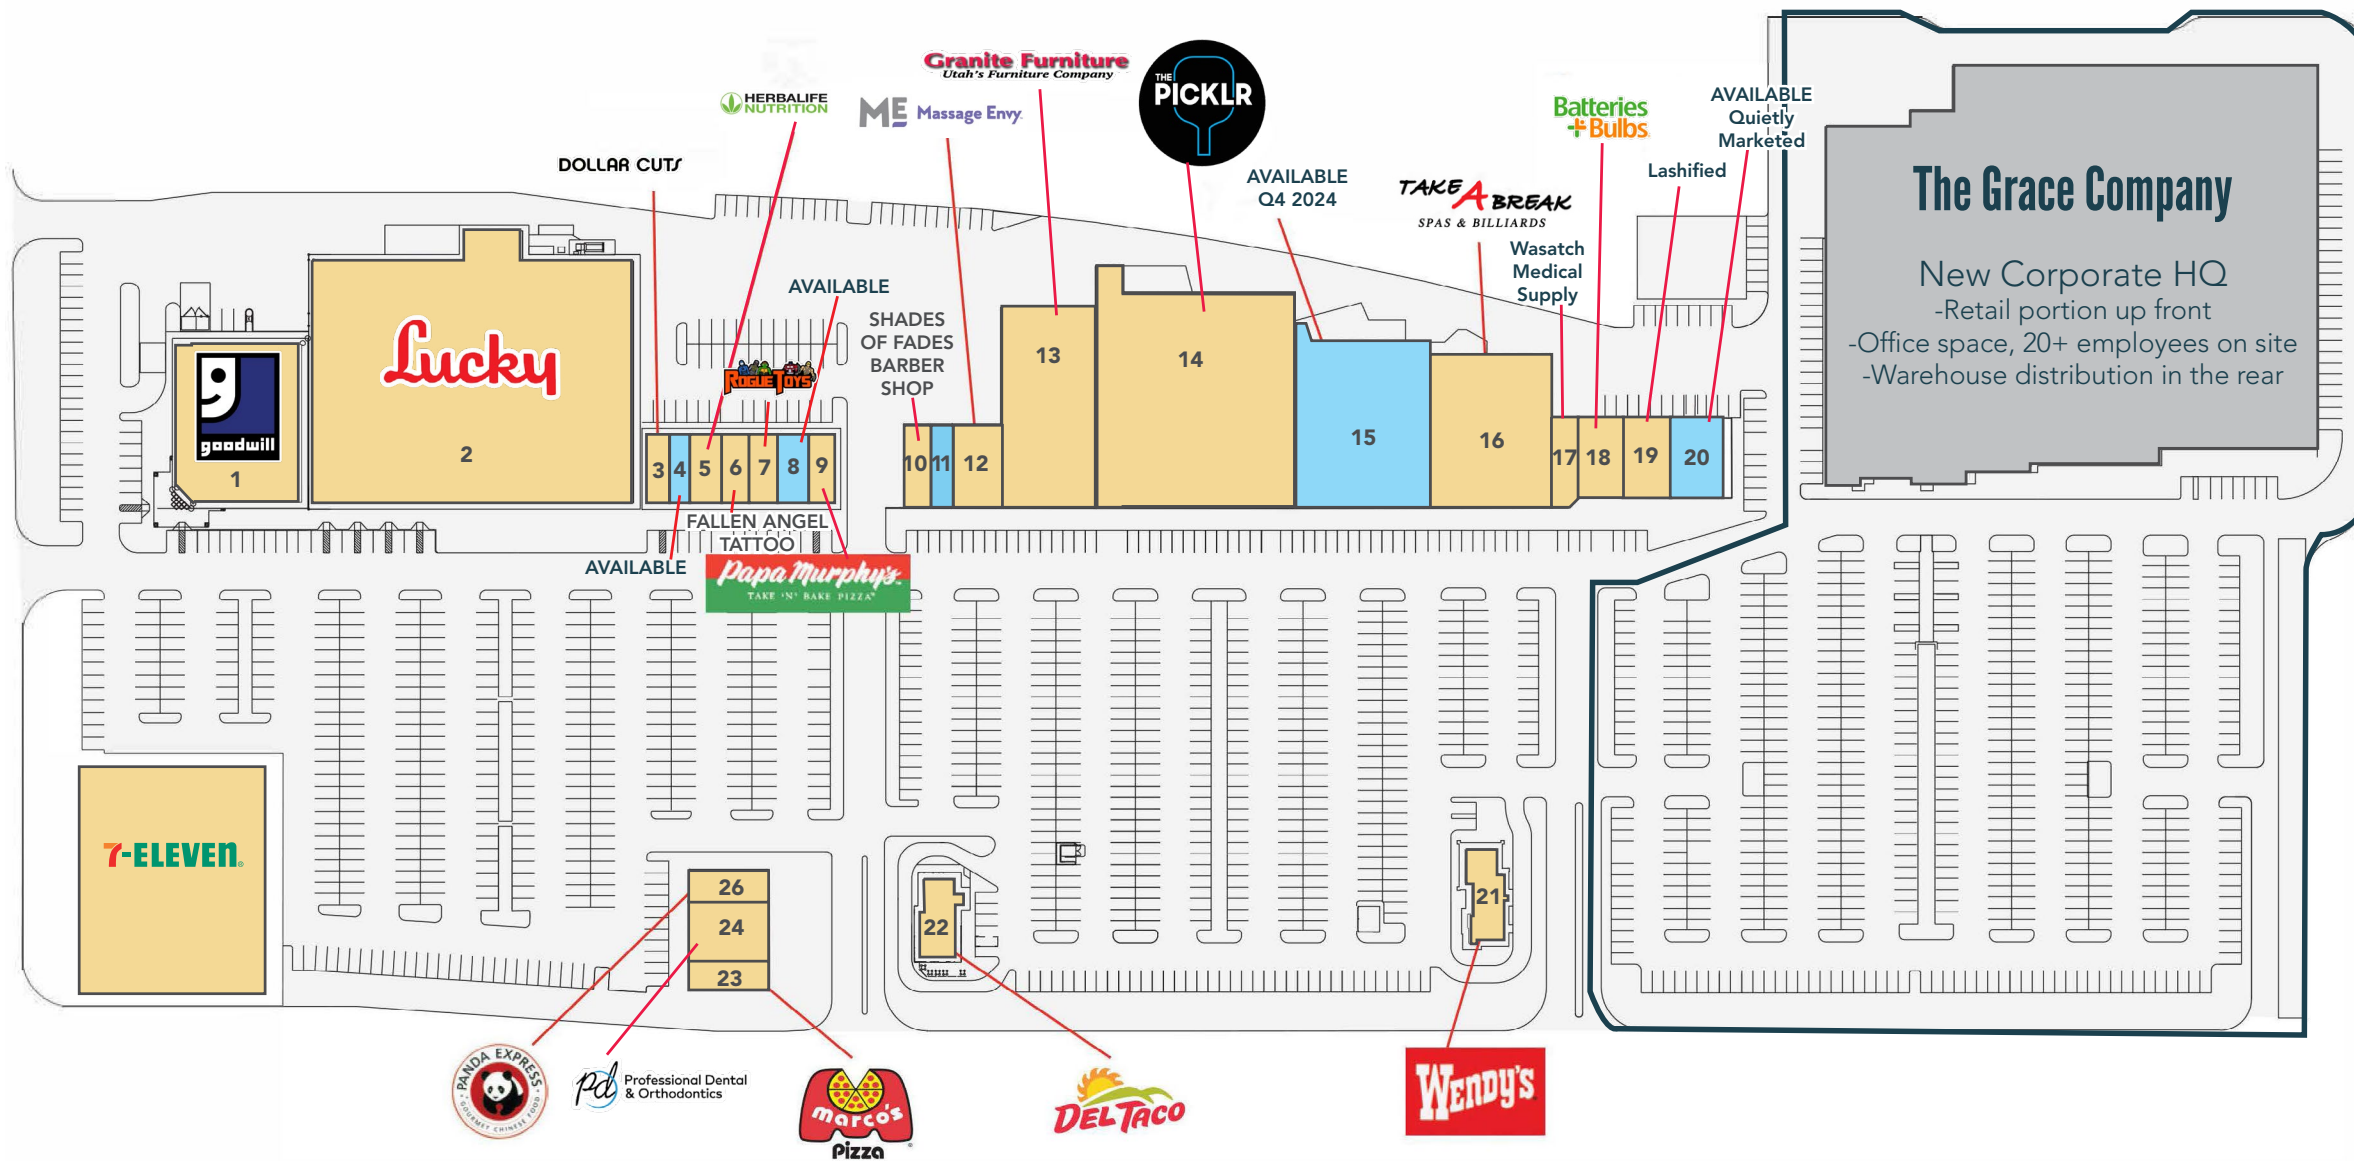 Granite Furniture
Utah's Furniture Company
THE
PICKLR
HERBALIFE
NUTRITION
ME Massage Envy
Batteries
+Bulbs
AVAILABLE
Quietly
Marketed
DOLLAR CUTS
Lashified
AVAILABLE
Q4 2024
TAKE A BREAK
SPAS & BILLIARDS
Wasatch
Medical
Supply
The Grace Company
New Corporate HQ
-Retail portion up front
-Office space, 20+ employees on site
-Warehouse distribution in the rear
AVAILABLE
SHADES
OF FADES
BARBER
SHOP
Lucky
ROGUE TOYS
goodwill
1
2
3
4
5
6
7
8
9
10
11
12
13
14
15
16
17
18
19
20
FALLEN ANGEL
TATTOO
AVAILABLE
Papa Murphy's
TAKE 'N' BAKE PIZZA
7-ELEVEN®
26
24
23
22
21
PANDA EXPRESS
GOURMET CHINESE FOOD
pd Professional Dental
& Orthodontics
marco's
Pizza
DEL TACO
WENDY'S